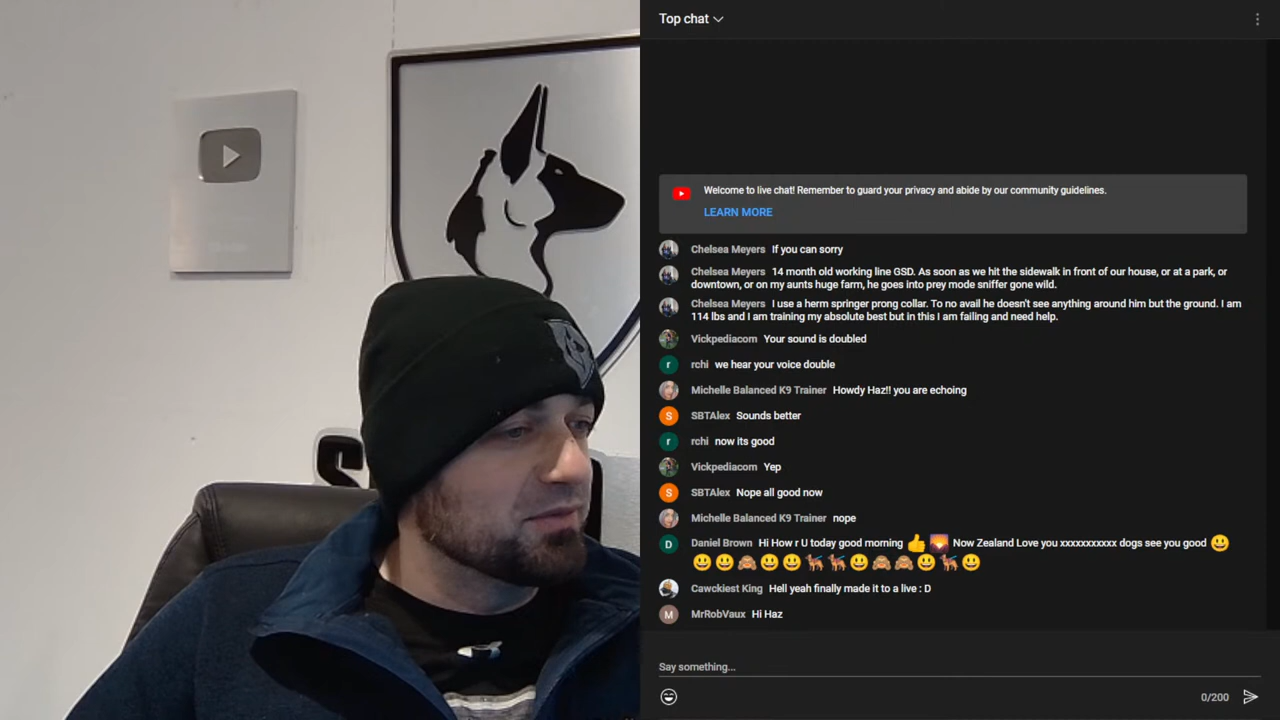 Top chat
Welcome to live chat! Remember to guard your privacy and abide by our community guidelines.
LEARN MORE
Chelsea Meyers If you can sorry
Chelsea Meyers 14 month old working line GSD. As soon as we hit the sidewalk in front of our house, or at a park, or
downtown, or on my aunts huge farm, he goes into prey mode sniffer gone wild.
Chelsea Meyers I use a herm springer prong collar. To no avail he doesn't see anything around him but the ground. I am
114 lbs and I am training my absolute best but in this I am failing and need help.
Vickpediacom Your sound is doubled
r rchi we hear your voice double
Michelle Balanced K9 Trainer Howdy Haz!! you are echoing
S SBTAlex Sounds better
r rchi now its good
Vickpediacom Yep
S SBTAlex Nope all good now
Michelle Balanced K9 Trainer nope
D Daniel Brown Hi How r U today good morning 👍🌅 Now Zealand Love you xxxxxxxxxxx dogs see you good 😃
😃😃🙈😃😃🐕‍🦺🐕‍🦺😃🙈🙈😃🐕‍🦺😃
Cawckiest King Hell yeah finally made it to a live : D
M MrRobVaux Hi Haz
Say something...
0/200
S